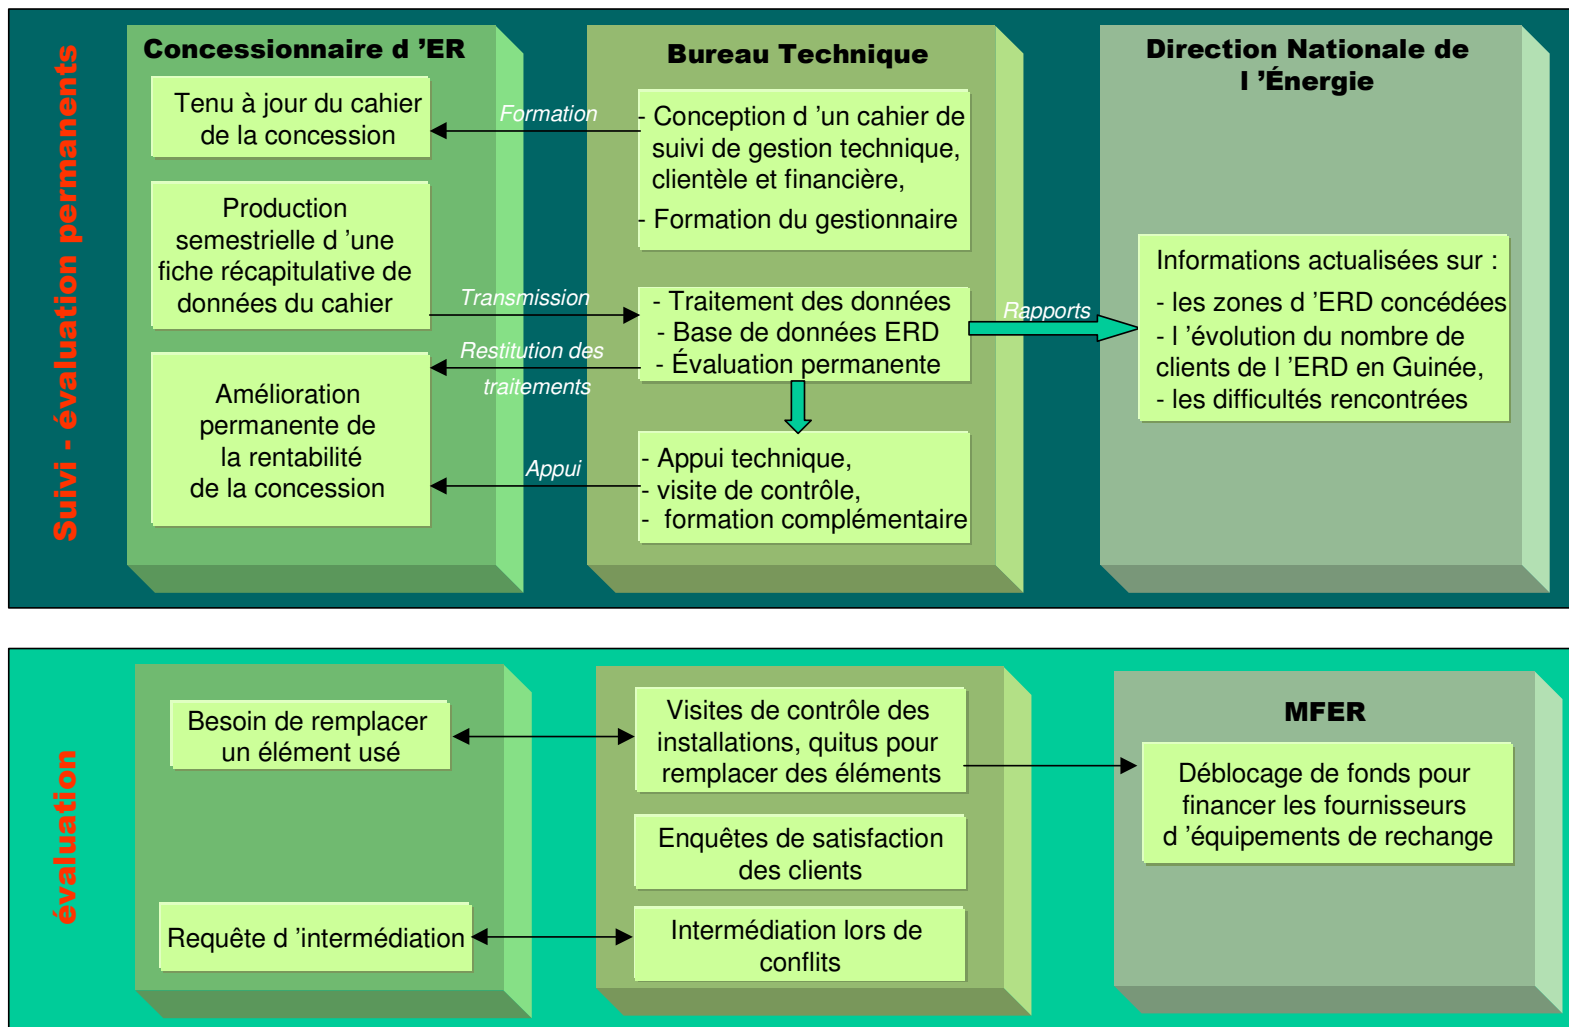 Suivi - évaluation permanents
Concessionnaire d ’ER
Tenu à jour du cahier
de la concession
Production
semestrielle d ’une
fiche récapitulative de
données du cahier
Amélioration
permanente de
la rentabilité
de la concession
Formation
Transmission
Restitution des
traitements
Appui
Bureau Technique
- Conception d ’un cahier de
suivi de gestion technique,
clientèle et financière,
- Formation du gestionnaire
- Traitement des données
- Base de données ERD
- Évaluation permanente
- Appui technique,
- visite de contrôle,
- formation complémentaire
Rapports
Direction Nationale de
l ’Énergie
Informations actualisées sur :
- les zones d ’ERD concédées
- l ’évolution du nombre de
clients de l ’ERD en Guinée,
- les difficultés rencontrées
évaluation
Besoin de remplacer
un élément usé
Requête d ’intermédiation
Visites de contrôle des
installations, quitus pour
remplacer des éléments
Enquêtes de satisfaction
des clients
Intermédiation lors de
conflits
MFER
Déblocage de fonds pour
financer les fournisseurs
d ’équipements de rechange